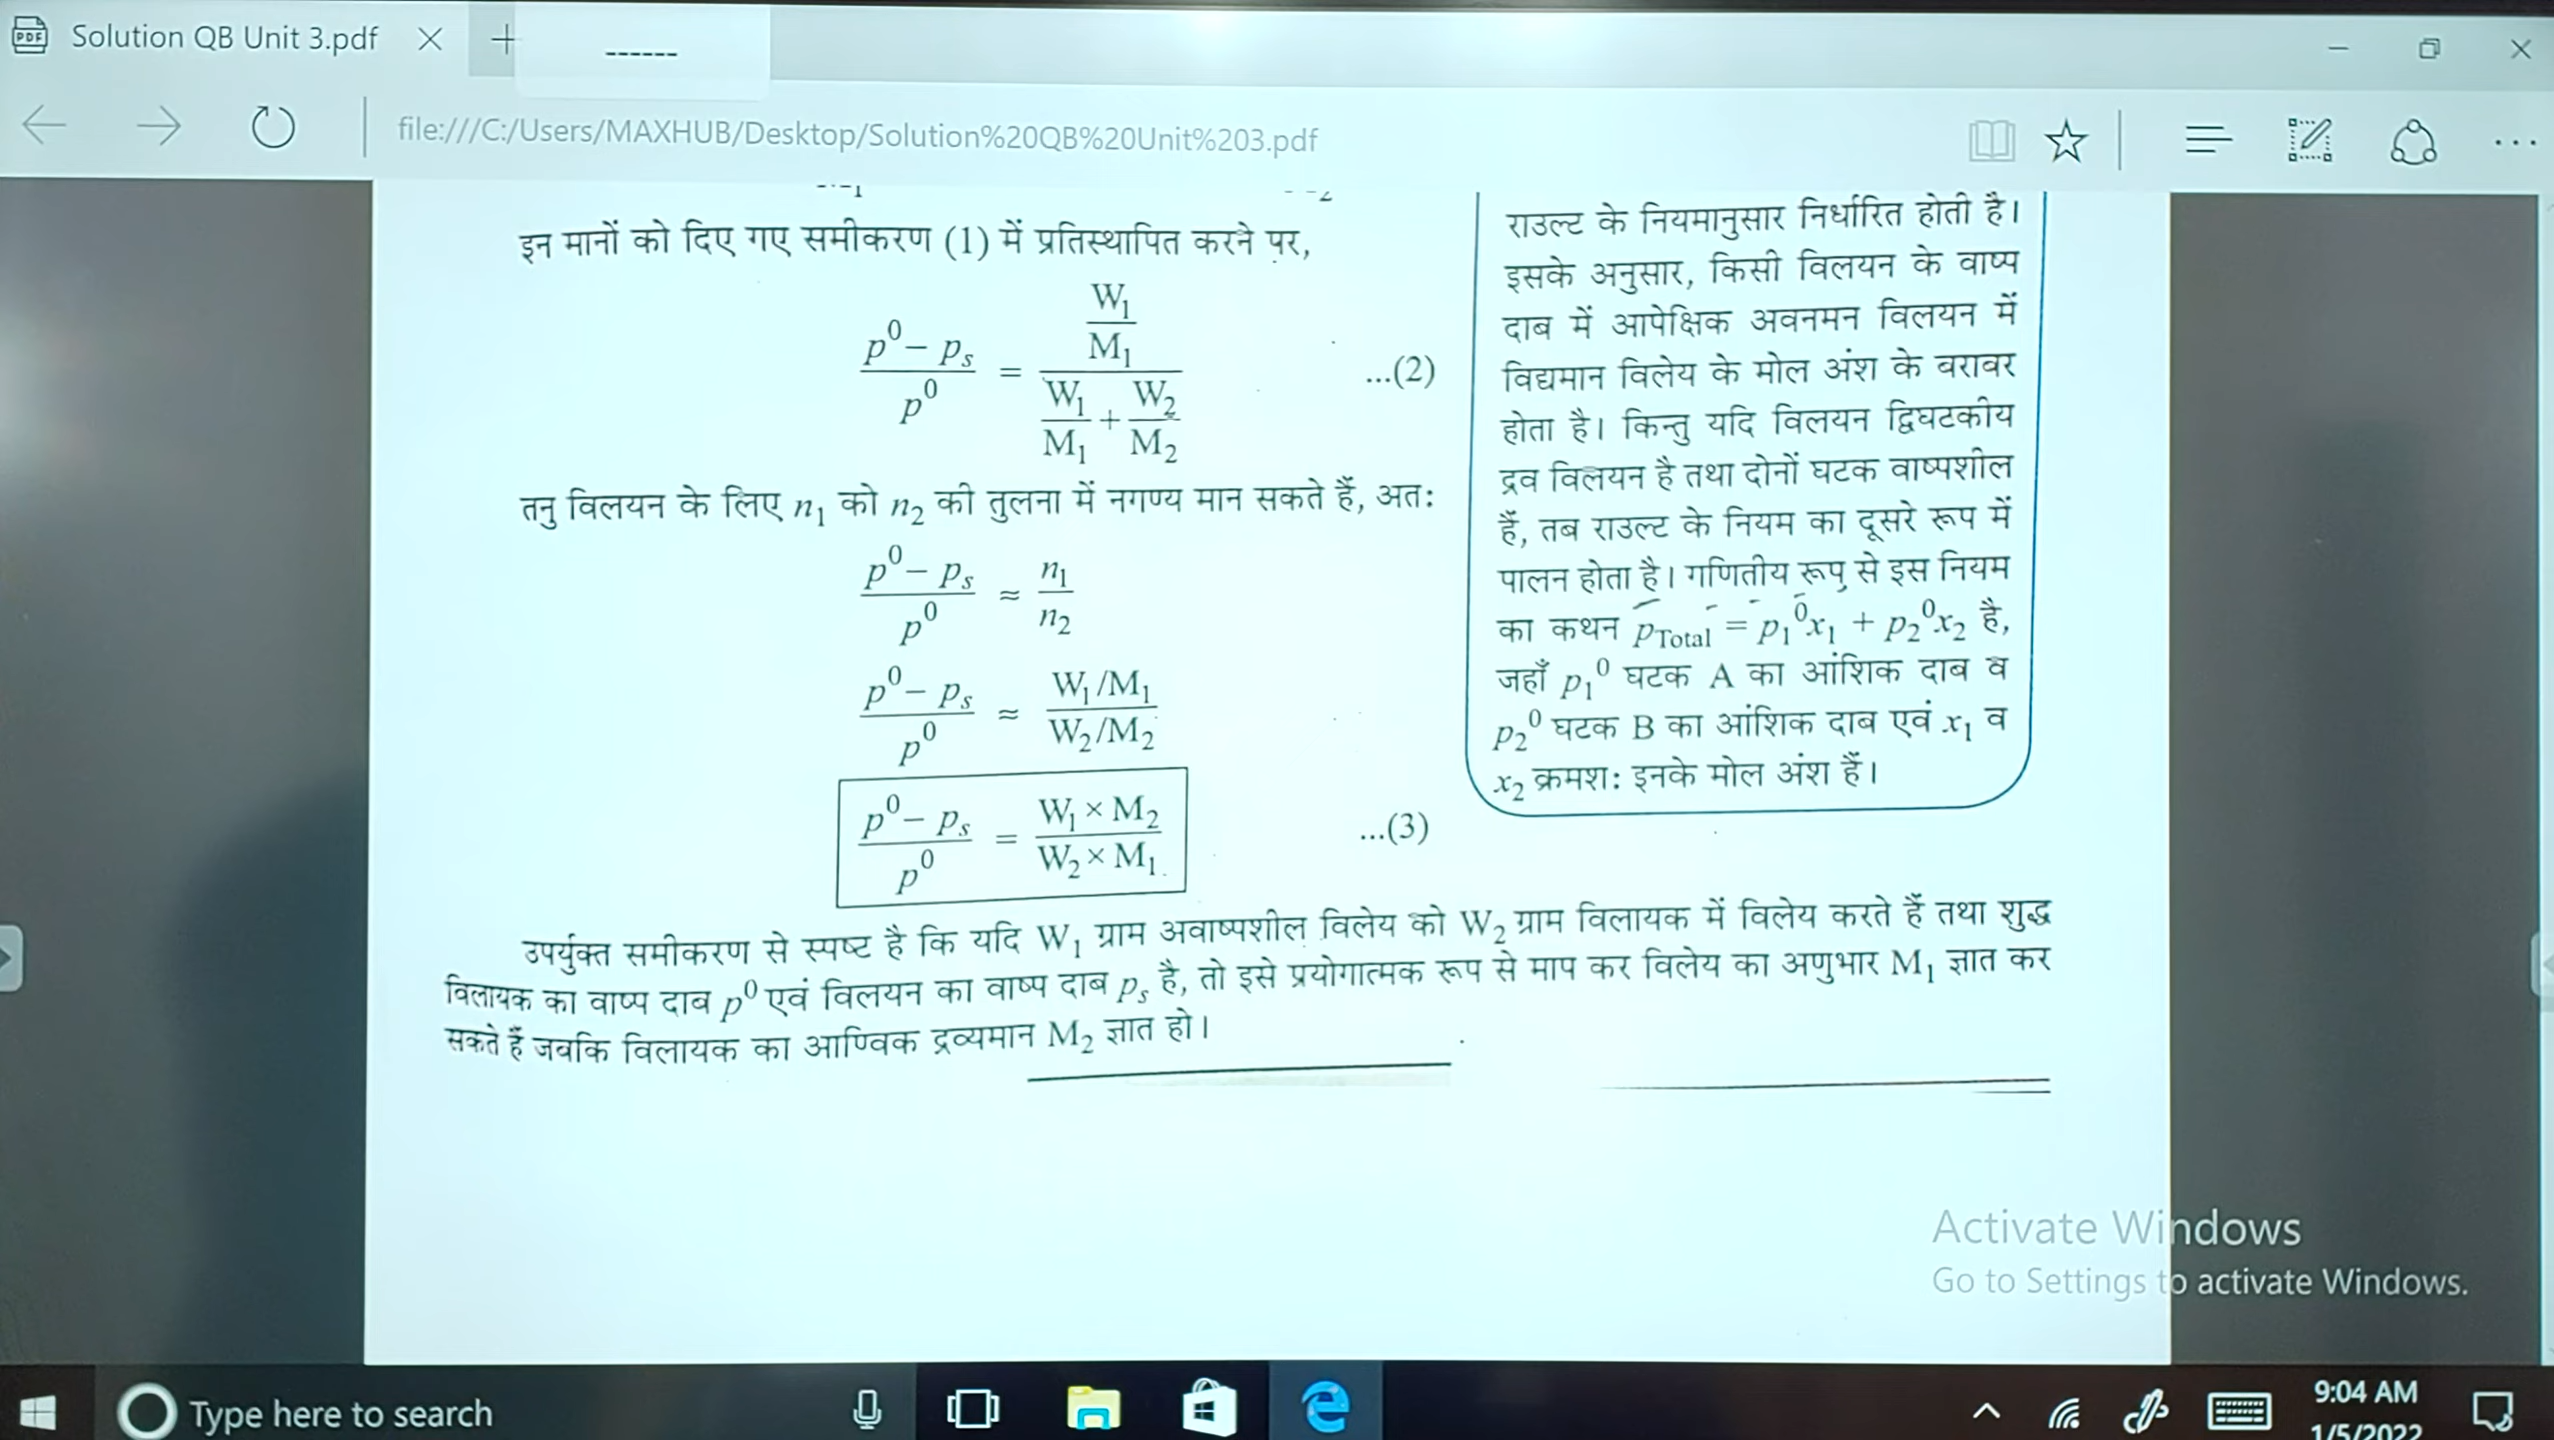 Solution QB Unit 3.pdf
------
file:///C:/Users/MAXHUB/Desktop/Solution%20QB%20Unit%203.pdf
इन मानों को दिए गए समीकरण (1) में प्रतिस्थापित करने पर,
(p⁰ – pₛ)/p⁰ = (W₁/M₁)/(W₁/M₁ + W₂/M₂) ...(2)
तनु विलयन के लिए n₁ को n₂ की तुलना में नगण्य मान सकते हैं, अत:
(p⁰ – pₛ)/p⁰ ≈ n₁/n₂
(p⁰ – pₛ)/p⁰ ≈ (W₁/M₁)/(W₂/M₂)
(p⁰ – pₛ)/p⁰ = (W₁ × M₂)/(W₂ × M₁) ...(3)
राउल्ट के नियमानुसार निर्धारित होती है।
इसके अनुसार, किसी विलयन के वाष्प
दाब में आपेक्षिक अवनमन विलयन में
विद्यमान विलेय के मोल अंश के बराबर
होता है। किन्तु यदि विलयन द्विघटकीय
द्रव विलयन है तथा दोनों घटक वाष्पशील
हैं, तब राउल्ट के नियम का दूसरे रूप में
पालन होता है। गणितीय रूप से इस नियम
का कथन p_Total = p₁⁰x₁ + p₂⁰x₂ है,
जहाँ p₁⁰ घटक A का आंशिक दाब व
p₂⁰ घटक B का आंशिक दाब एवं x₁ व
x₂ क्रमश: इनके मोल अंश हैं।
उपर्युक्त समीकरण से स्पष्ट है कि यदि W₁ ग्राम अवाष्पशील विलेय को W₂ ग्राम विलायक में विलेय करते हैं तथा शुद्ध
विलायक का वाष्प दाब p⁰ एवं विलयन का वाष्प दाब pₛ है, तो इसे प्रयोगात्मक रूप से माप कर विलेय का अणुभार M₁ ज्ञात कर
सकते हैं जबकि विलायक का आण्विक द्रव्यमान M₂ ज्ञात हो।
Activate Windows
Go to Settings to activate Windows.
Type here to search
9:04 AM
1/5/2022